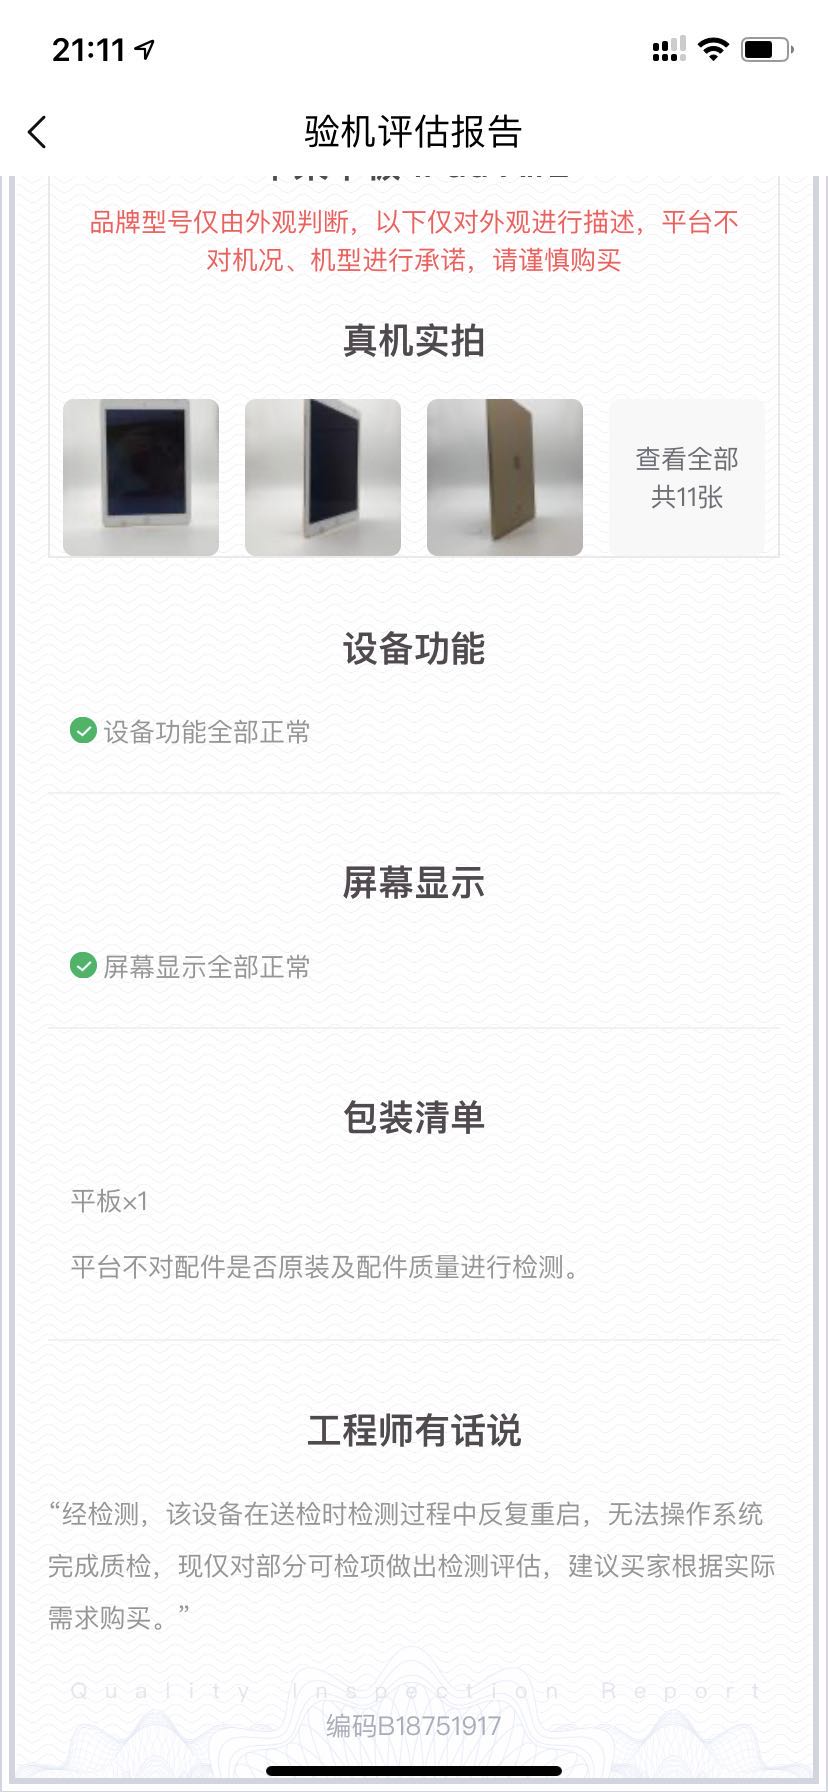 21:11
验机评估报告
品牌型号仅由外观判断，以下仅对外观进行描述，平台不
对机况、机型进行承诺，请谨慎购买
真机实拍
查看全部
共11张
设备功能
设备功能全部正常
屏幕显示
屏幕显示全部正常
包装清单
平板×1
平台不对配件是否原装及配件质量进行检测。
工程师有话说
“经检测，该设备在送检时检测过程中反复重启，无法操作系统
完成质检，现仅对部分可检项做出检测评估，建议买家根据实际
需求购买。”
Quality Inspection Report
编码B18751917